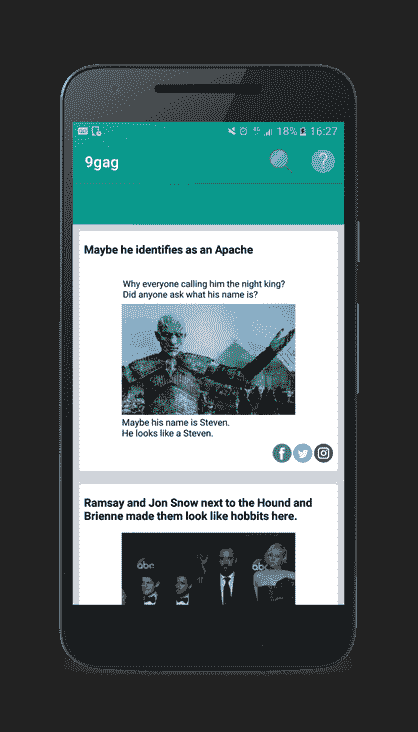 18% 16:27
9gag
?
Maybe he identifies as an Apache
Why everyone calling him the night king?
Did anyone ask what his name is?
Maybe his name is Steven.
He looks like a Steven.
Ramsay and Jon Snow next to the Hound and
Brienne made them look like hobbits here.
abc
abc